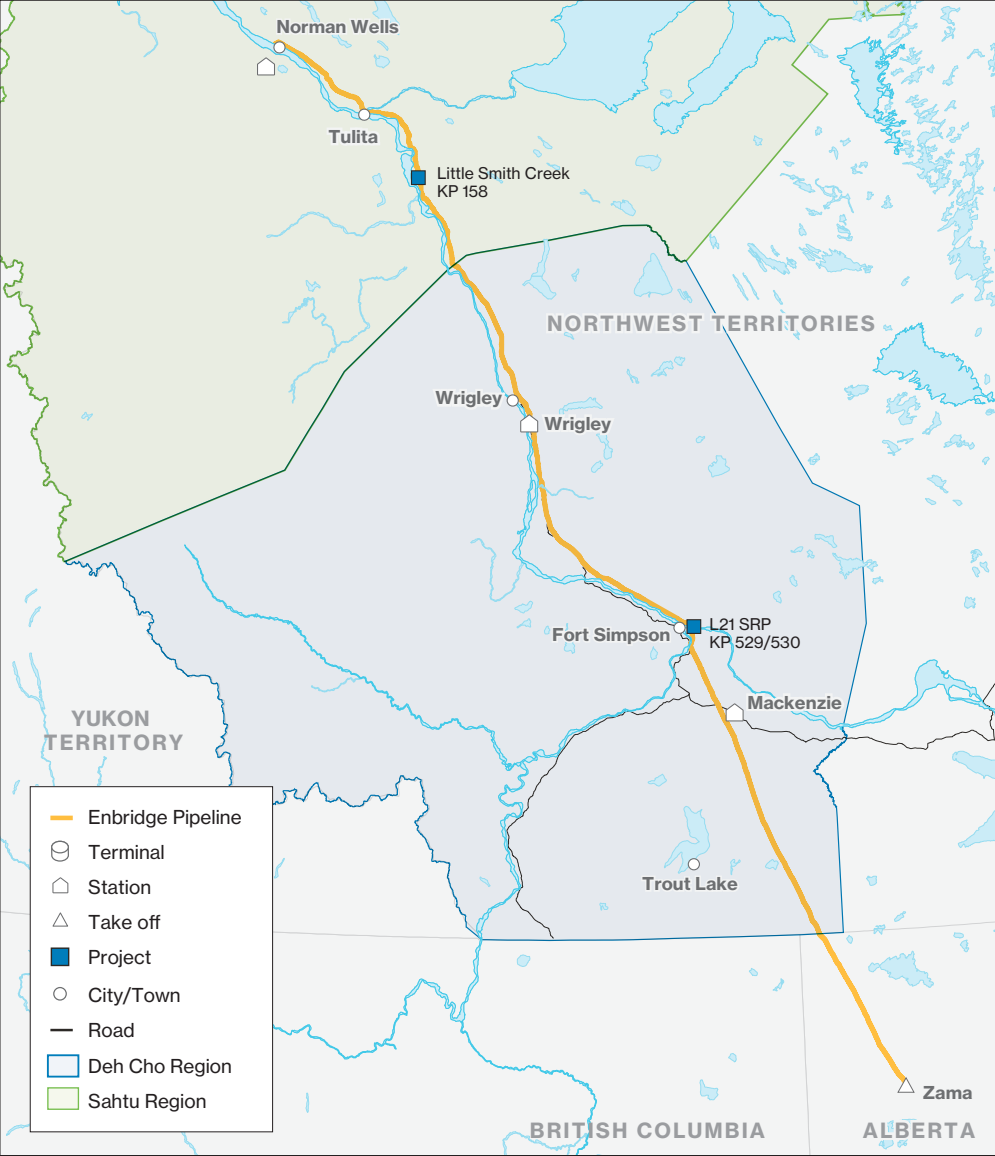 Norman Wells
Tulita
Little Smith Creek
KP 158
NORTHWEST TERRITORIES
Wrigley
Wrigley
L21 SRP
KP 529/530
Fort Simpson
Mackenzie
YUKON
TERRITORY
Trout Lake
Enbridge Pipeline
Terminal
Station
Take off
Project
City/Town
Road
Deh Cho Region
Sahtu Region
Zama
BRITISH COLUMBIA
ALBERTA